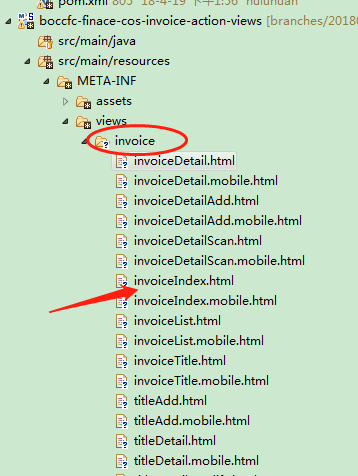 pom.xml 805 18-4-19 下午1:56
boccfc-finace-cos-invoice-action-views [branches/20180
src/main/java
src/main/resources
META-INF
assets
views
invoice
invoiceDetail.html
invoiceDetail.mobile.html
invoiceDetailAdd.html
invoiceDetailAdd.mobile.html
invoiceDetailScan.html
invoiceDetailScan.mobile.html
invoiceIndex.html
invoiceIndex.mobile.html
invoiceList.html
invoiceList.mobile.html
invoiceTitle.html
invoiceTitle.mobile.html
titleAdd.html
titleAdd.mobile.html
titleDetail.html
titleDetail.mobile.html